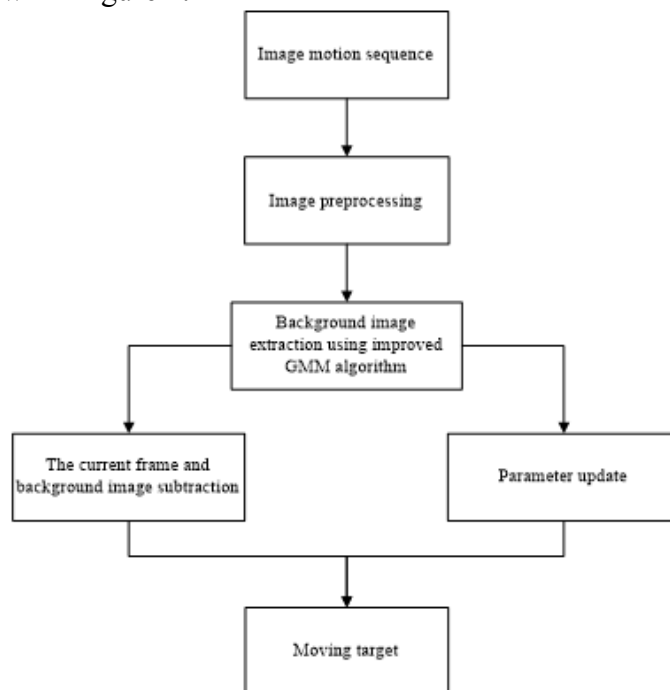 Image motion sequence
Image preprocessing
Background image
extraction using improved
GMM algorithm
The current frame and
background image subtraction
Parameter update
Moving target